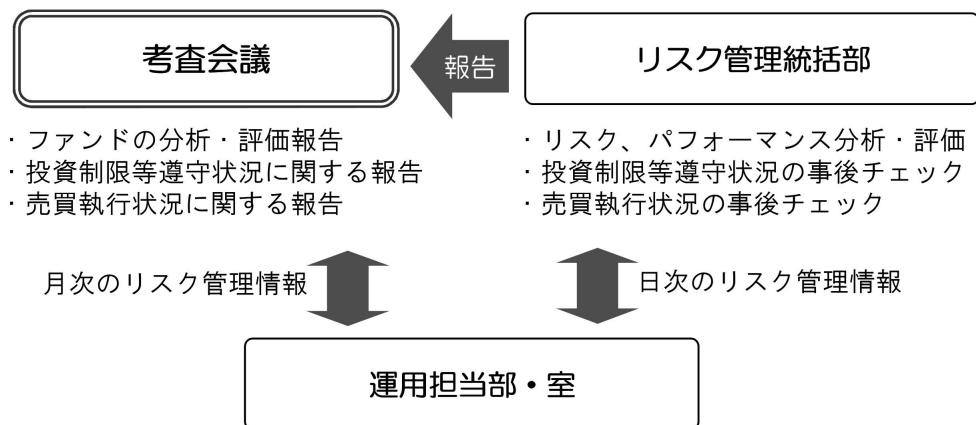 考査会議
報告
リスク管理統括部
・ファンドの分析・評価報告
・投資制限等遵守状況に関する報告
・売買執行状況に関する報告
・リスク、パフォーマンス分析・評価
・投資制限等遵守状況の事後チェック
・売買執行状況の事後チェック
月次のリスク管理情報
日次のリスク管理情報
運用担当部・室